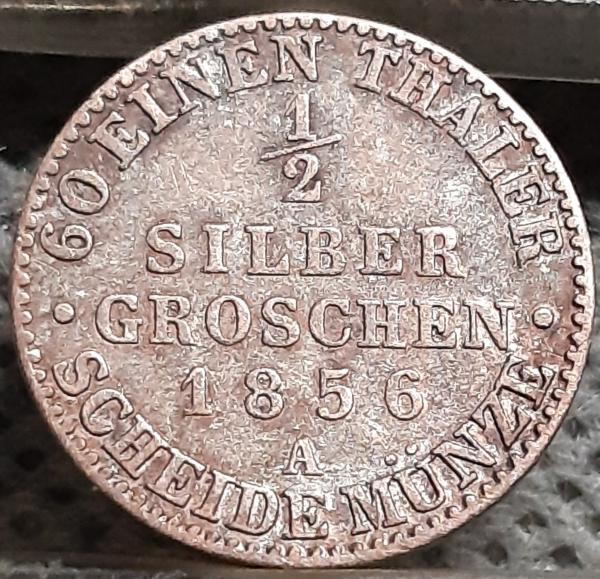 60 EINEN THALER
1/2
SILBER
GROSCHEN
1856
A
SCHEIDE MÜNZE